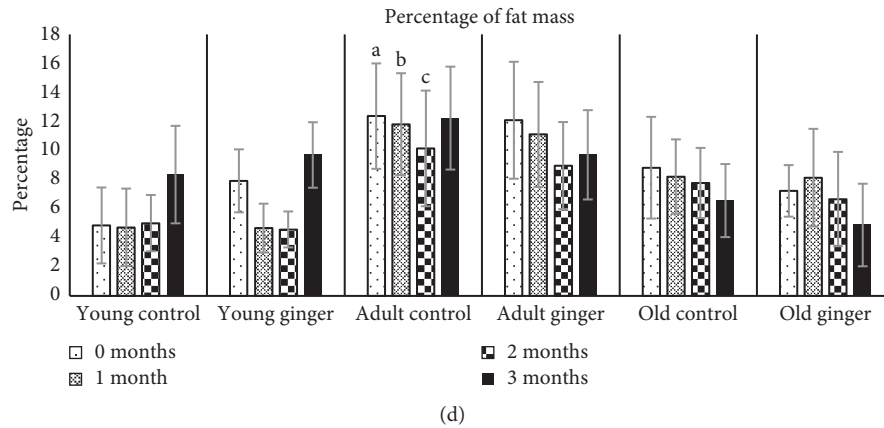 Percentage of fat mass
Percentage
18
16
14
12
10
8
6
4
2
0
a
b
c
Young control
Young ginger
Adult control
Adult ginger
Old control
Old ginger
0 months
1 month
2 months
3 months
(d)